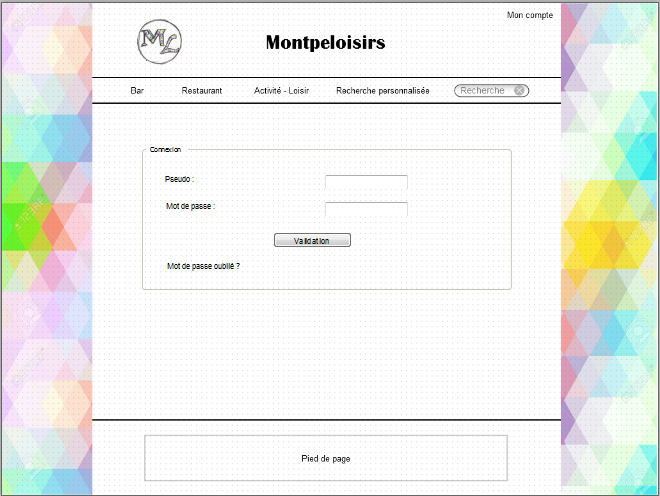 Mon compte
ML
Montpeloisirs
Bar Restaurant Activité - Loisir Recherche personnalisée Recherche
Connexion
Pseudo :
Mot de passe :
Validation
Mot de passe oublié ?
Pied de page